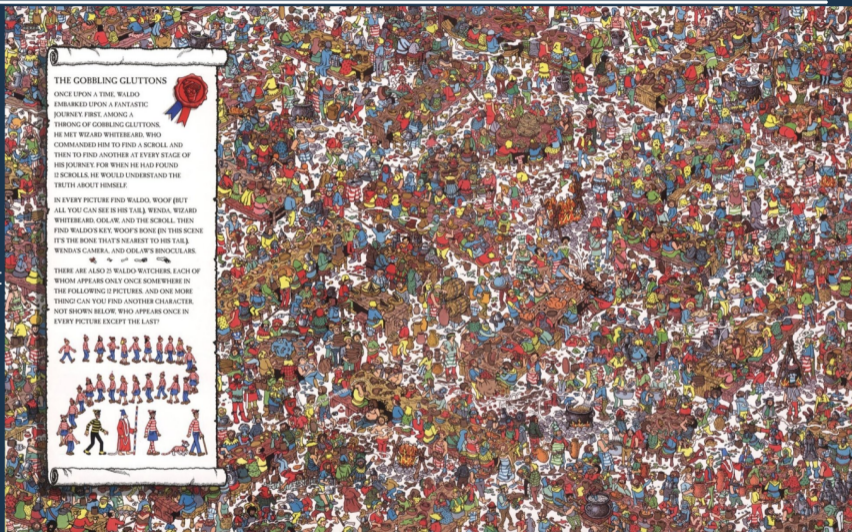 THE GOBBLING GLUTTONS
ONCE UPON A TIME, WALDO
EMBARKED UPON A FANTASTIC
JOURNEY. FIRST, AMONG A
THRONG OF GOBBLING GLUTTONS,
HE MET WIZARD WHITEBEARD, WHO
COMMANDED HIM TO FIND A SCROLL AND
THEN TO FIND ANOTHER AT EVERY STAGE OF
HIS JOURNEY. FOR WHEN HE HAD FOUND
12 SCROLLS, HE WOULD UNDERSTAND THE
TRUTH ABOUT HIMSELF.
IN EVERY PICTURE FIND WALDO, WOOF (BUT
ALL YOU CAN SEE IS HIS TAIL), WENDA, WIZARD
WHITEBEARD, ODLAW, AND THE SCROLL. THEN
FIND WALDO'S KEY, WOOF'S BONE (IN THIS SCENE
IT'S THE BONE THAT'S NEAREST TO HIS TAIL),
WENDA'S CAMERA, AND ODLAW'S BINOCULARS.
THERE ARE ALSO 25 WALDO-WATCHERS, EACH OF
WHOM APPEARS ONLY ONCE SOMEWHERE IN
THE FOLLOWING 12 PICTURES. AND ONE MORE
THING! CAN YOU FIND ANOTHER CHARACTER,
NOT SHOWN BELOW, WHO APPEARS ONCE IN
EVERY PICTURE EXCEPT THE LAST?